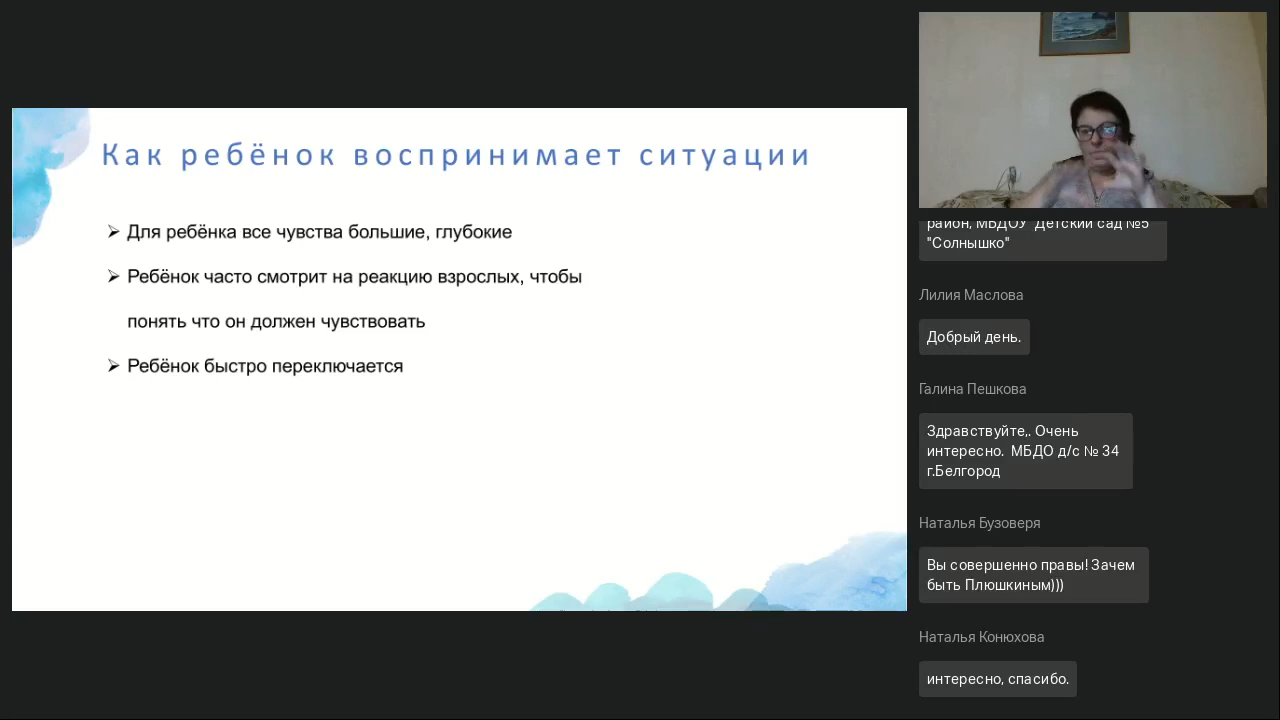 Как ребёнок воспринимает ситуации
➢ Для ребёнка все чувства большие, глубокие
➢ Ребёнок часто смотрит на реакцию взрослых, чтобы
понять что он должен чувствовать
➢ Ребёнок быстро переключается
район, МБДОУ "Детский сад №5
"Солнышко"
Лилия Маслова
Добрый день.
Галина Пешкова
Здравствуйте,. Очень
интересно. МБДО д/с № 34
г.Белгород
Наталья Бузоверя
Вы совершенно правы! Зачем
быть Плюшкиным)))
Наталья Конюхова
интересно, спасибо.